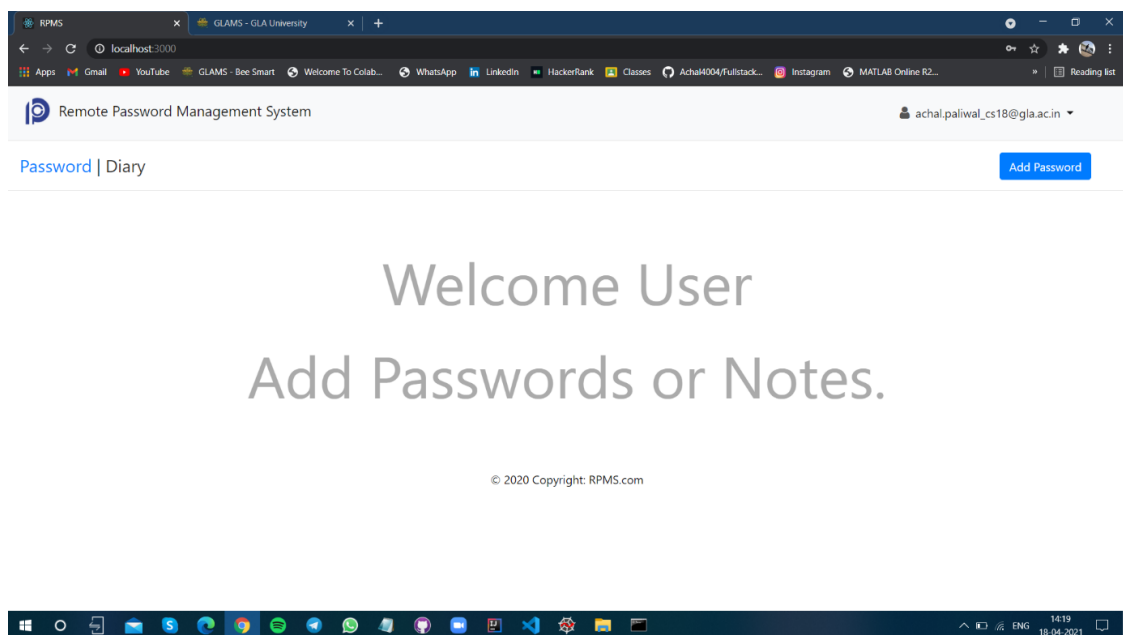 RPMS
GLAMS - GLA University
localhost:3000
Apps Gmail YouTube GLAMS - Bee Smart Welcome To Colab... WhatsApp LinkedIn HackerRank Classes Achal4004/Fullstack... Instagram MATLAB Online R2... » Reading list
Remote Password Management System
achal.paliwal_cs18@gla.ac.in
Password | Diary
Add Password
Welcome User
Add Passwords or Notes.
© 2020 Copyright: RPMS.com
ENG
14:19
18-04-2021